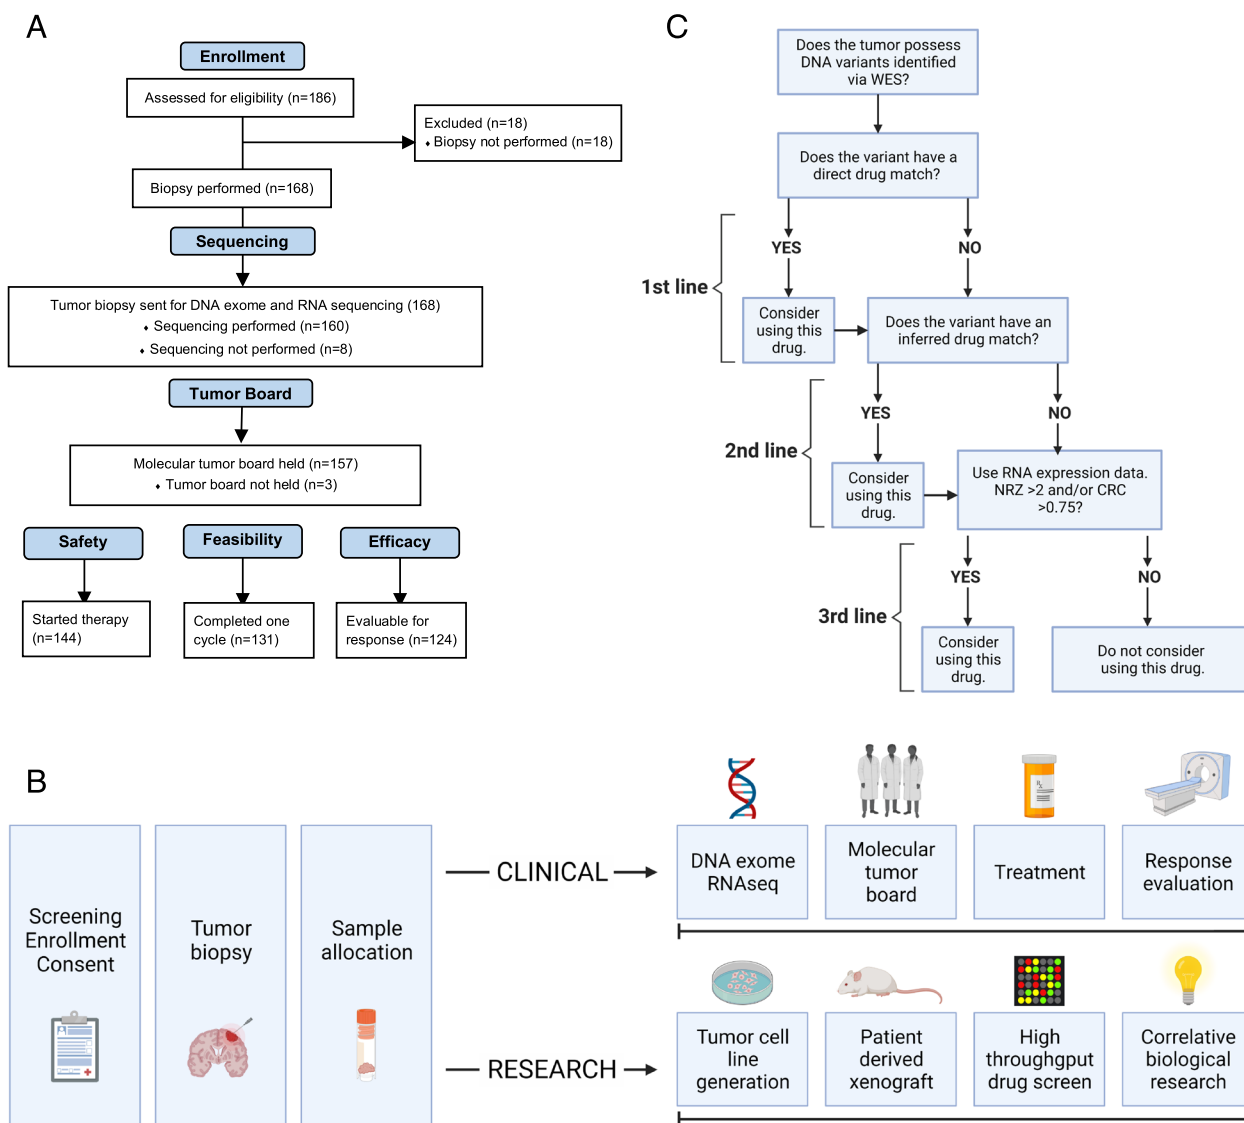 A
Enrollment
Assessed for eligibility (n=186)
Excluded (n=18)
⬧ Biopsy not performed (n=18)
Biopsy performed (n=168)
Sequencing
Tumor biopsy sent for DNA exome and RNA sequencing (168)
⬧ Sequencing performed (n=160)
⬧ Sequencing not performed (n=8)
Tumor Board
Molecular tumor board held (n=157)
⬧ Tumor board not held (n=3)
Safety
Feasibility
Efficacy
Started therapy
(n=144)
Completed one
cycle (n=131)
Evaluable for
response (n=124)
C
Does the tumor possess
DNA variants identified
via WES?
Does the variant have a
direct drug match?
YES
NO
1st line
Consider
using this
drug.
Does the variant have an
inferred drug match?
YES
NO
2nd line
Consider
using this
drug.
Use RNA expression data.
NRZ >2 and/or CRC
>0.75?
YES
NO
3rd line
Consider
using this
drug.
Do not consider
using this drug.
B
Screening
Enrollment
Consent
Tumor
biopsy
Sample
allocation
CLINICAL
DNA exome
RNAseq
Molecular
tumor
board
Rx
Treatment
Response
evaluation
RESEARCH
Tumor cell
line
generation
Patient
derived
xenograft
High
throughgput
drug screen
Correlative
biological
research